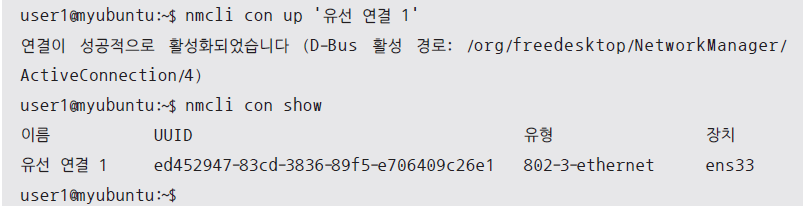 user1@myubuntu:~$ nmcli con up '유선 연결 1'
연결이 성공적으로 활성화되었습니다 (D-Bus 활성 경로: /org/freedesktop/NetworkManager/
ActiveConnection/4)
user1@myubuntu:~$ nmcli con show
이름 UUID 유형 장치
유선 연결 1 ed452947-83cd-3836-89f5-e706409c26e1 802-3-ethernet ens33
user1@myubuntu:~$